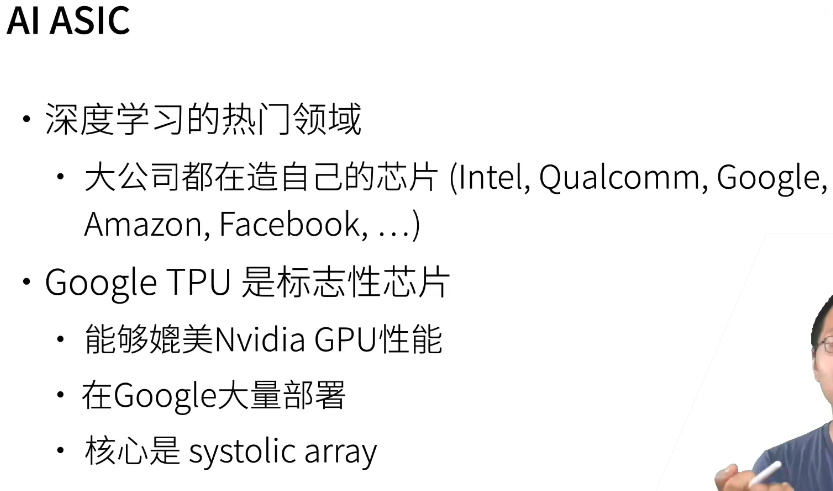 AI ASIC
• 深度学习的热门领域
• 大公司都在造自己的芯片 (Intel, Qualcomm, Google,
Amazon, Facebook, …)
• Google TPU 是标志性芯片
• 能够媲美Nvidia GPU性能
• 在Google大量部署
• 核心是 systolic array